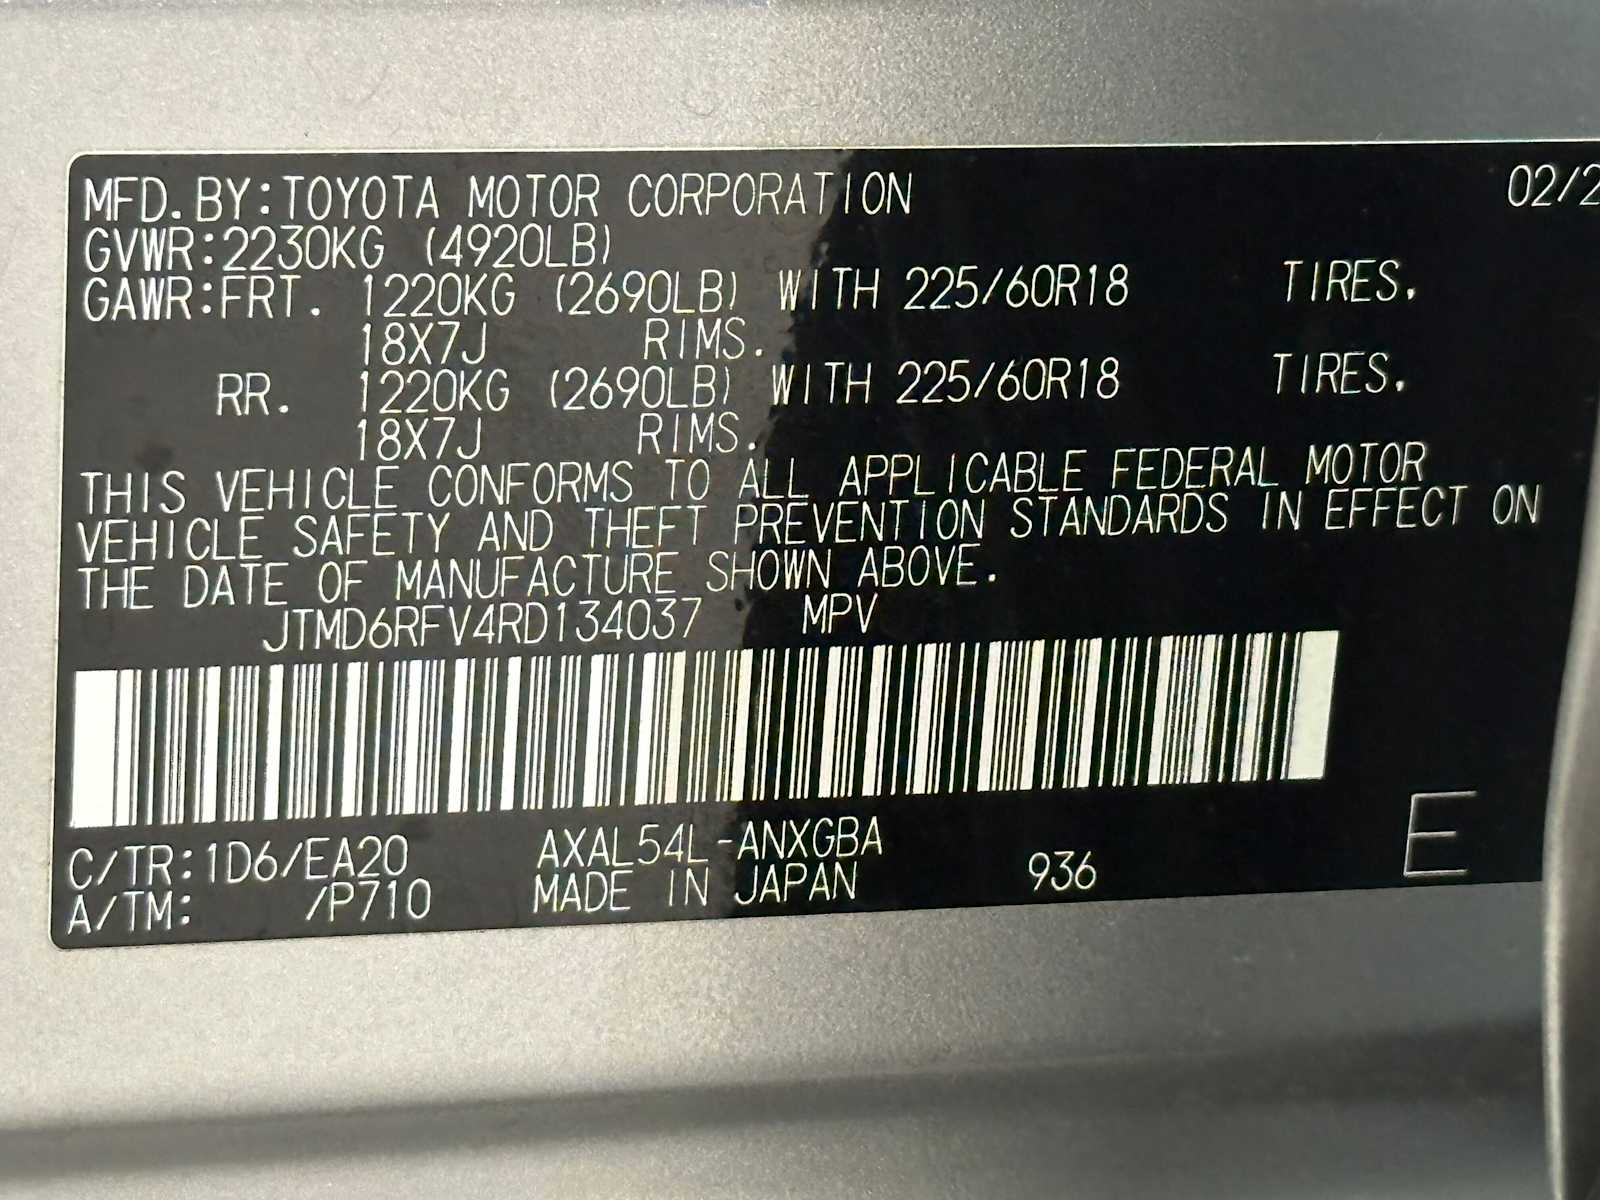 MFD. BY:TOYOTA MOTOR CORPORATION 02/2
GVWR:2230KG (4920LB)
GAWR:FRT. 1220KG (2690LB) WITH 225/60R18 TIRES,
18X7J RIMS.
RR. 1220KG (2690LB) WITH 225/60R18 TIRES,
18X7J RIMS.
THIS VEHICLE CONFORMS TO ALL APPLICABLE FEDERAL MOTOR
VEHICLE SAFETY AND THEFT PREVENTION STANDARDS IN EFFECT ON
THE DATE OF MANUFACTURE SHOWN ABOVE.
JTMD6RFV4RD134037 MPV
C/TR:1D6/EA20 AXAL54L-ANXGBA
A/TM: /P710 MADE IN JAPAN 936 E